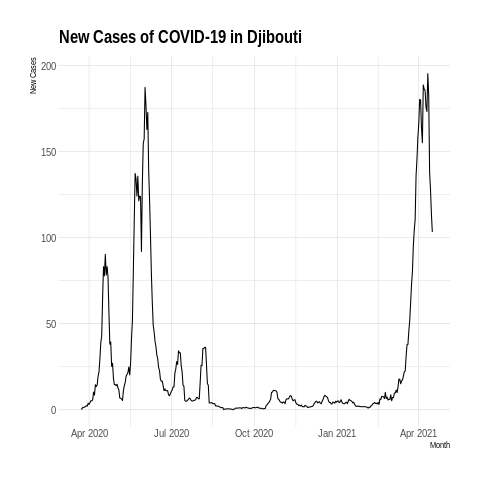 New Cases of COVID-19 in Djibouti
New Cases
200
150
100
50
0
Apr 2020 Jul 2020 Oct 2020 Jan 2021 Apr 2021
Month